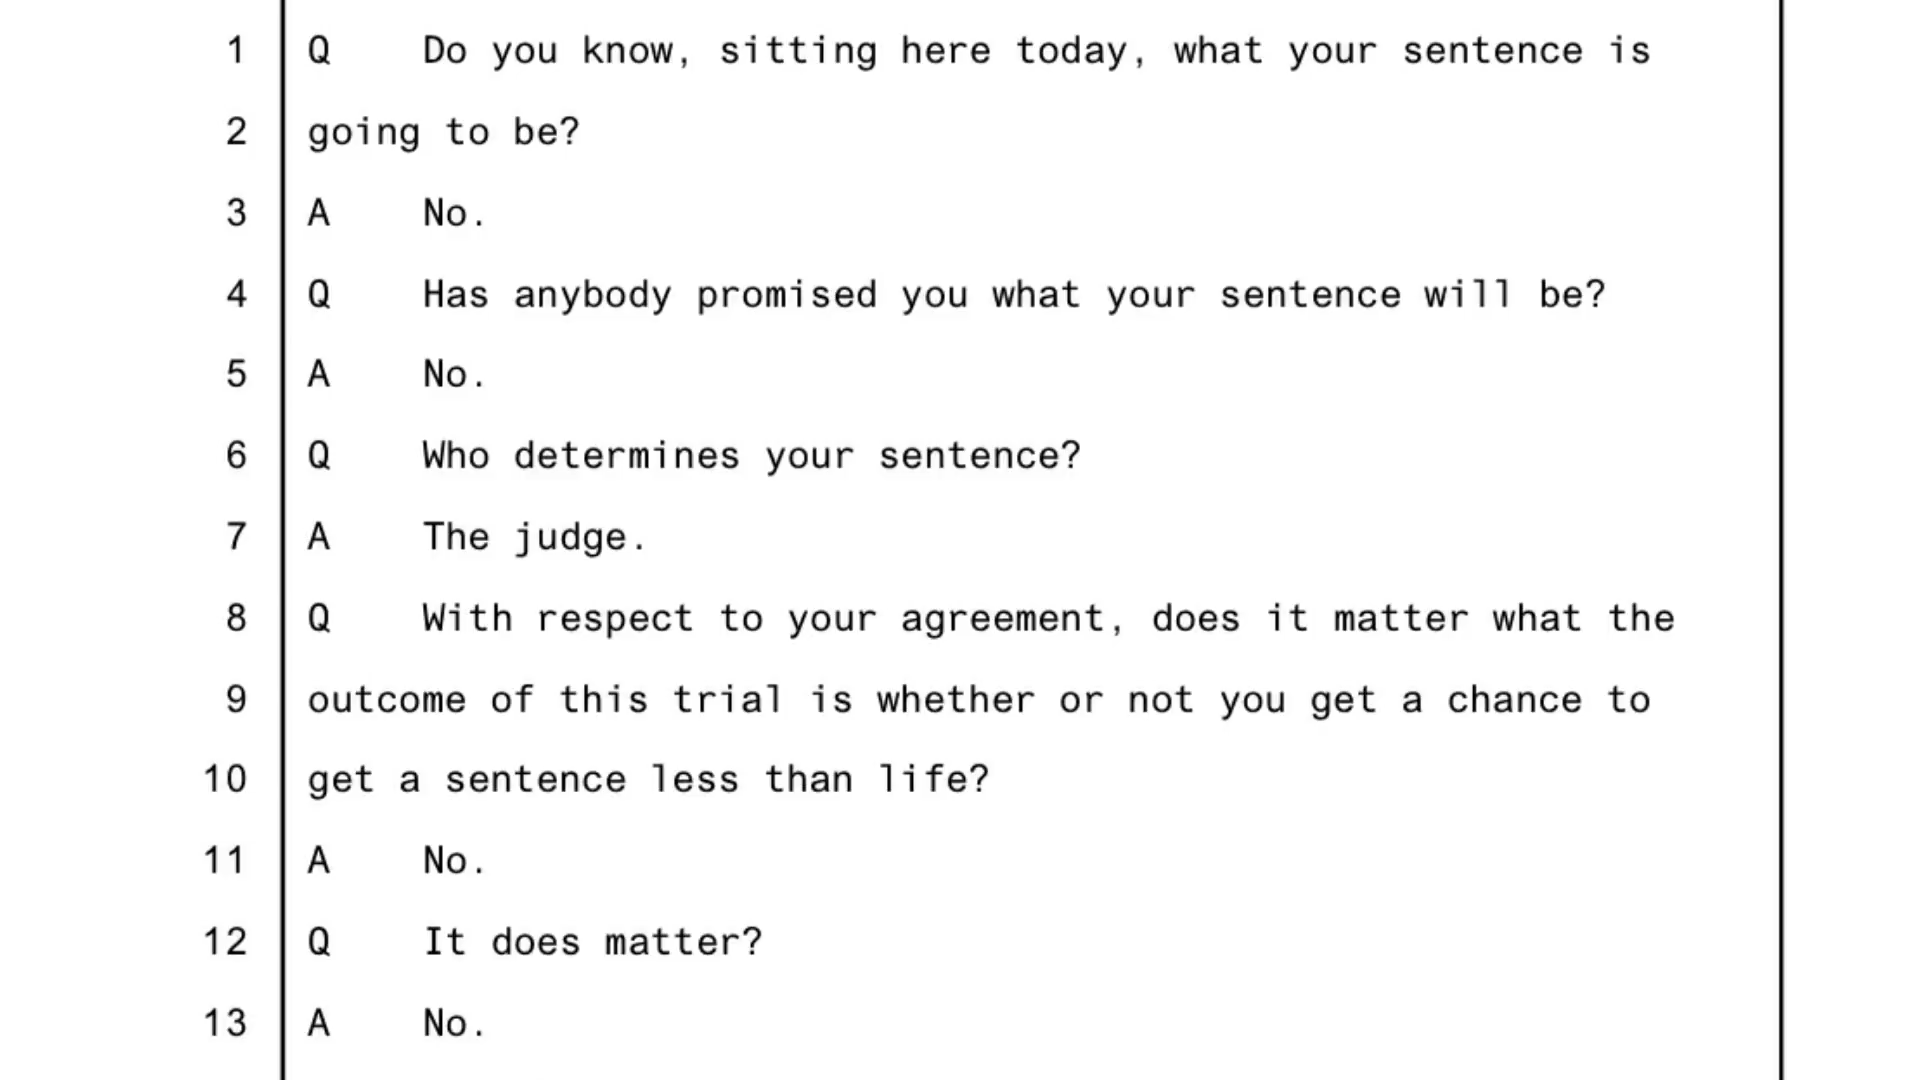 1 Q Do you know, sitting here today, what your sentence is
2 going to be?
3 A No.
4 Q Has anybody promised you what your sentence will be?
5 A No.
6 Q Who determines your sentence?
7 A The judge.
8 Q With respect to your agreement, does it matter what the
9 outcome of this trial is whether or not you get a chance to
10 get a sentence less than life?
11 A No.
12 Q It does matter?
13 A No.